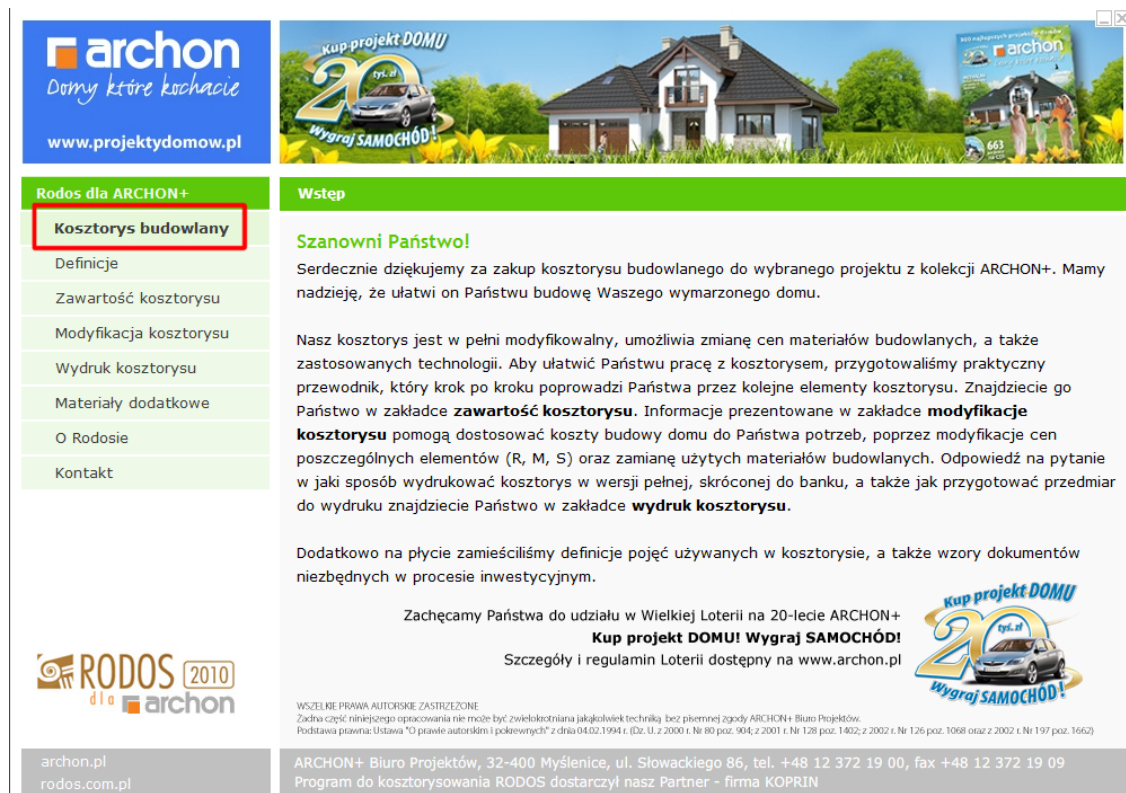 archon
Domy które kochacie
www.projektydomow.pl
Kup projekt DOMU
20 tyś. zł
Wygraj SAMOCHÓD!
archon
663
Rodos dla ARCHON+
Kosztorys budowlany
Definicje
Zawartość kosztorysu
Modyfikacja kosztorysu
Wydruk kosztorysu
Materiały dodatkowe
O Rodosie
Kontakt
Wstęp
Szanowni Państwo!
Serdecznie dziękujemy za zakup kosztorysu budowlanego do wybranego projektu z kolekcji ARCHON+. Mamy
nadzieję, że ułatwi on Państwu budowę Waszego wymarzonego domu.
Nasz kosztorys jest w pełni modyfikowalny, umożliwia zmianę cen materiałów budowlanych, a także
zastosowanych technologii. Aby ułatwić Państwu pracę z kosztorysem, przygotowaliśmy praktyczny
przewodnik, który krok po kroku poprowadzi Państwa przez kolejne elementy kosztorysu. Znajdziecie go
Państwo w zakładce zawartość kosztorysu. Informacje prezentowane w zakładce modyfikacje
kosztorysu pomogą dostosować koszty budowy domu do Państwa potrzeb, poprzez modyfikacje cen
poszczególnych elementów (R, M, S) oraz zamianę użytych materiałów budowlanych. Odpowiedź na pytanie
w jaki sposób wydrukować kosztorys w wersji pełnej, skróconej do banku, a także jak przygotować przedmiar
do wydruku znajdziecie Państwo w zakładce wydruk kosztorysu.
Dodatkowo na płycie zamieściliśmy definicje pojęć używanych w kosztorysie, a także wzory dokumentów
niezbędnych w procesie inwestycyjnym.
Zachęcamy Państwa do udziału w Wielkiej Loterii na 20-lecie ARCHON+
Kup projekt DOMU! Wygraj SAMOCHÓD!
Szczegóły i regulamin Loterii dostępny na www.archon.pl
Kup projekt DOMU
20 tyś. zł
Wygraj SAMOCHÓD!
WSZELKIE PRAWA AUTORSKIE ZASTRZEŻONE
Żadna część niniejszego opracowania nie może być zwielokrotniana jakąkolwiek techniką bez pisemnej zgody ARCHON+ Biuro Projektów.
Podstawa prawna: Ustawa "O prawie autorskim i pokrewnych" z dnia 04.02.1994 r. (Dz. U. z 2000 r. Nr 80 poz. 904; z 2001 r. Nr 128 poz. 1402; z 2002 r. Nr 126 poz. 1068 oraz z 2002 r. Nr 197 poz. 1662)
RODOS 2010
dla archon
archon.pl
rodos.com.pl
ARCHON+ Biuro Projektów, 32-400 Myślenice, ul. Słowackiego 86, tel. +48 12 372 19 00, fax +48 12 372 19 09
Program do kosztorysowania RODOS dostarczył nasz Partner - firma KOPRIN